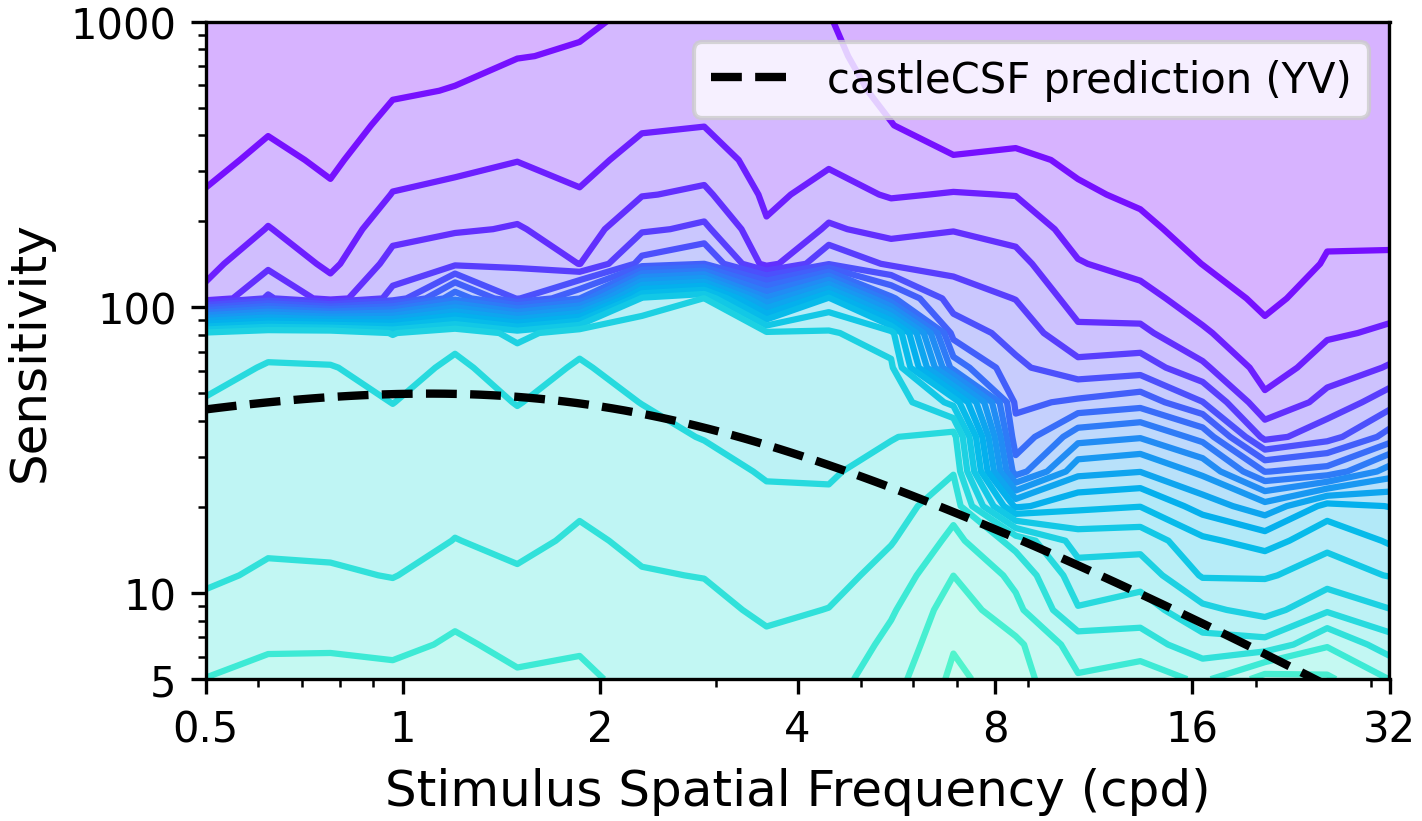 1000
100
10
5
Sensitivity
castleCSF prediction (YV)
0.5 1 2 4 8 16 32
Stimulus Spatial Frequency (cpd)